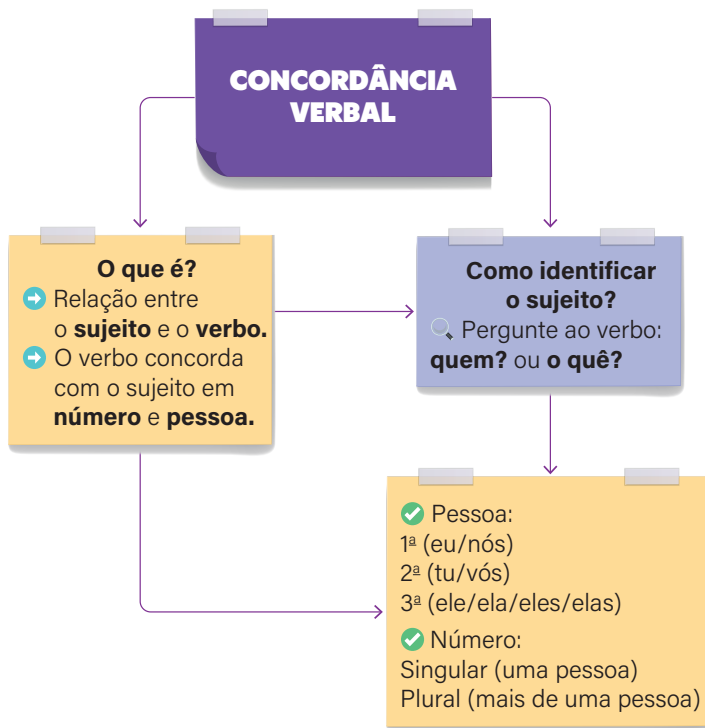 CONCORDÂNCIA
VERBAL
O que é?
Relação entre
o sujeito e o verbo.
O verbo concorda
com o sujeito em
número e pessoa.
Como identificar
o sujeito?
Pergunte ao verbo:
quem? ou o quê?
Pessoa:
1ª (eu/nós)
2ª (tu/vós)
3ª (ele/ela/eles/elas)
Número:
Singular (uma pessoa)
Plural (mais de uma pessoa)